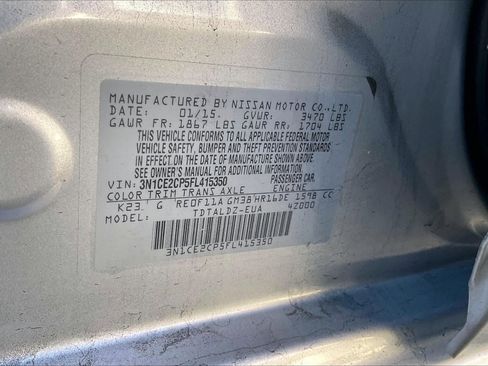 MANUFACTURED BY NISSAN MOTOR CO.,LTD.
DATE: 01/15. GVWR: 3470 LBS
GAWR FR: 1867 LBS GAWR RR: 1704 LBS
THIS VEHICLE CONFORMS TO ALL APPLICABLE FEDERAL MOTOR
VEHICLE SAFETY, BUMPER AND THEFT PREVENTION STANDARDS
IN EFFECT ON THE DATE OF MANUFACTURE SHOWN ABOVE.
SEE OWNER'S MANUAL FOR ADDITIONAL INFORMATION.
VIN: 3N1CE2CP5FL415350 PASSENGER CAR.
COLOR TRIM TRANS AXLE ENGINE
K23 G RE0F11A GM38 HR16DE 1598 CC
MODEL: TDTALDZ-EUA 42000
3N1CE2CP5FL415350